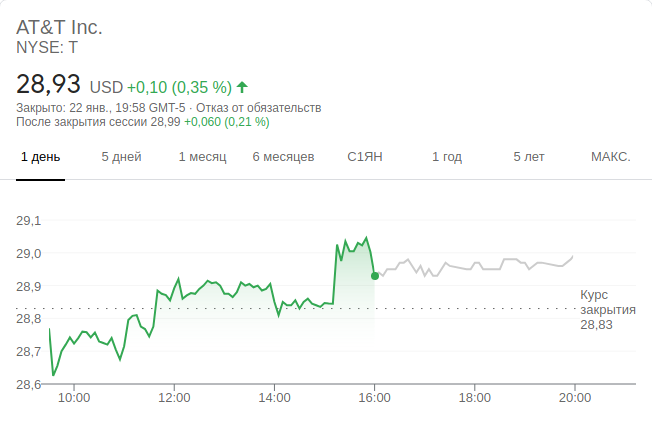 AT&T Inc.
NYSE: T
28,93 USD +0,10 (0,35 %)
Закрыто: 22 янв., 19:58 GMT-5 · Отказ от обязательств
После закрытия сессии 28,99 +0,060 (0,21 %)
1 день 5 дней 1 месяц 6 месяцев С1ЯН 1 год 5 лет МАКС.
29,1
29,0
28,9
28,8
28,7
28,6
Курс
закрытия
28,83
10:00 12:00 14:00 16:00 18:00 20:00